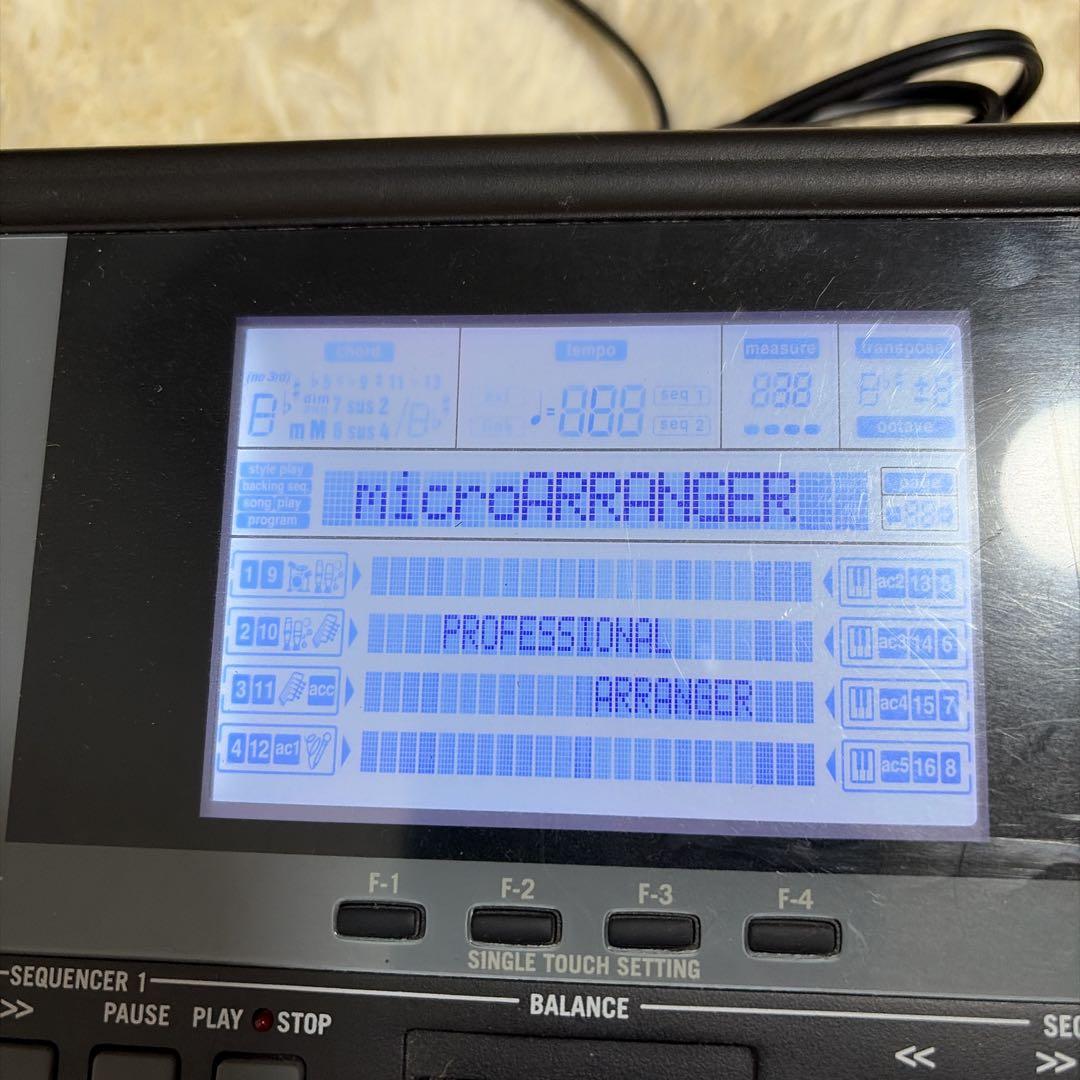 chord tempo measure transpose
(no 3rd) ♭5 9 11 13
dim 7 sus 2 seq 1
m M 6 sus 4 seq 2 octave
style play
backing seq.
song play
program
microARRANGER
page
1 9 ac2 13 5
2 10 PROFESSIONAL ac3 14 6
3 11 acc ARRANGER ac4 15 7
4 12 ac1 ac5 16 8
F-1 F-2 F-3 F-4
SINGLE TOUCH SETTING
SEQUENCER 1 BALANCE
>> PAUSE PLAY STOP << >>